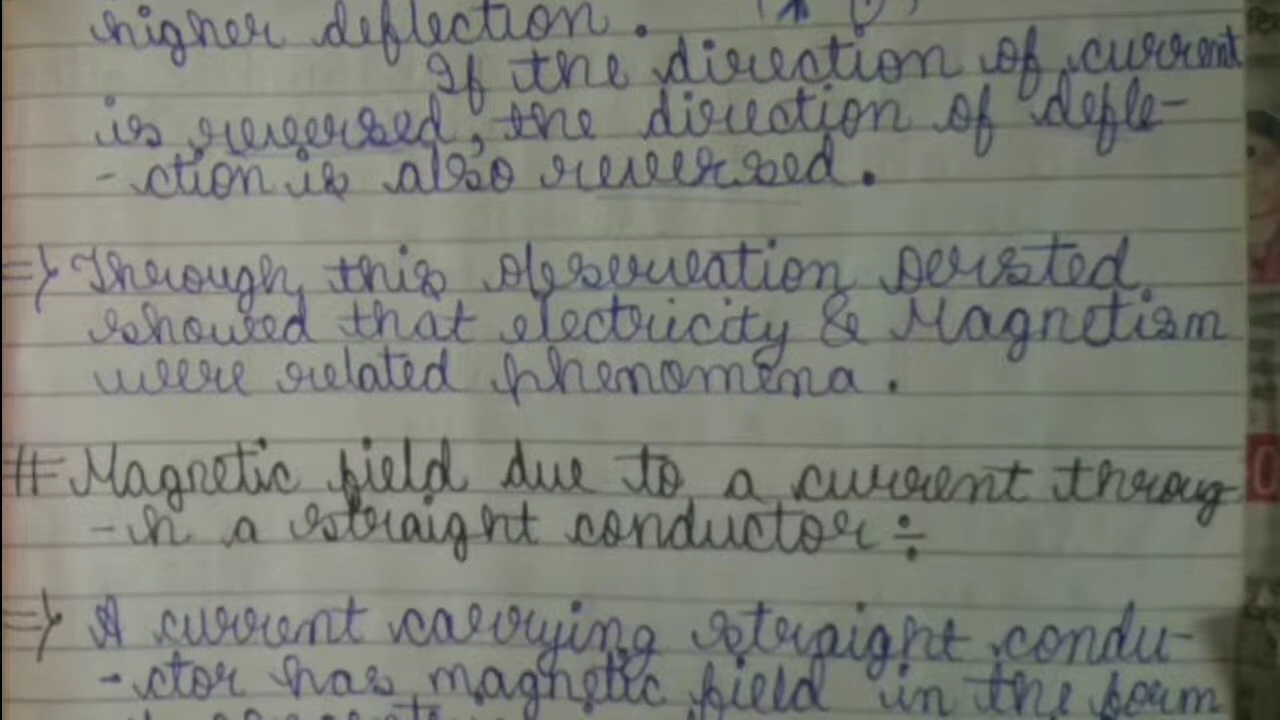 higher deflection.
If the direction of current
is reversed, the direction of defle-
-ction is also reversed.
=> Through this observation oersted
showed that electricity & Magnetism
were related phenomena.
# Magnetic field due to a current throug
-h a straight conductor ÷
=> A current carrying straight condu-
-ctor has magnetic field in the form